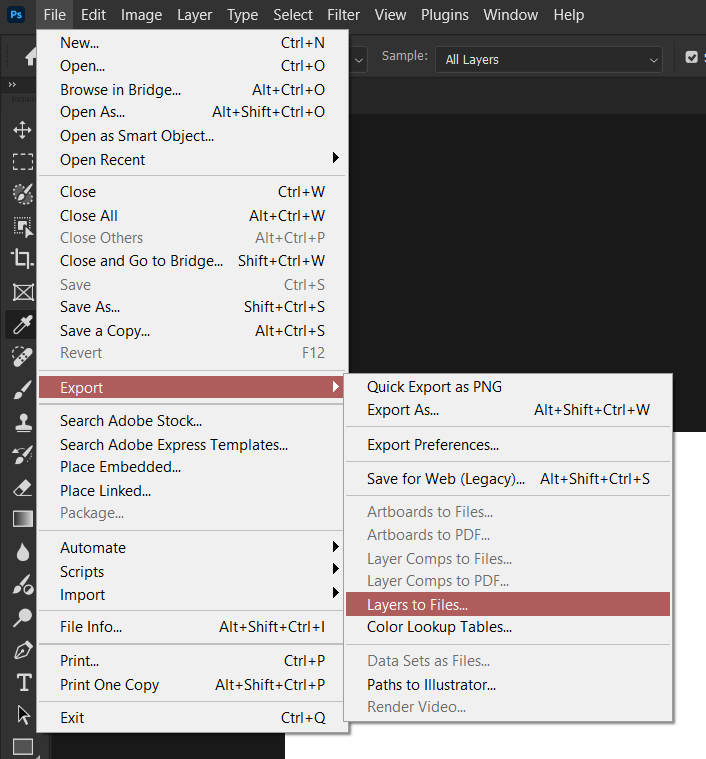 Ps File Edit Image Layer Type Select Filter View Plugins Window Help
Sample: All Layers
New... Ctrl+N
Open... Ctrl+O
Browse in Bridge... Alt+Ctrl+O
Open As... Alt+Shift+Ctrl+O
Open as Smart Object...
Open Recent
Close Ctrl+W
Close All Alt+Ctrl+W
Close Others Alt+Ctrl+P
Close and Go to Bridge... Shift+Ctrl+W
Save Ctrl+S
Save As... Shift+Ctrl+S
Save a Copy... Alt+Ctrl+S
Revert F12
Export
Search Adobe Stock...
Search Adobe Express Templates...
Place Embedded...
Place Linked...
Package...
Automate
Scripts
Import
File Info... Alt+Shift+Ctrl+I
Print... Ctrl+P
Print One Copy Alt+Shift+Ctrl+P
Exit Ctrl+Q
Quick Export as PNG
Export As... Alt+Shift+Ctrl+W
Export Preferences...
Save for Web (Legacy)... Alt+Shift+Ctrl+S
Artboards to Files...
Artboards to PDF...
Layer Comps to Files...
Layer Comps to PDF...
Layers to Files...
Color Lookup Tables...
Data Sets as Files...
Paths to Illustrator...
Render Video...